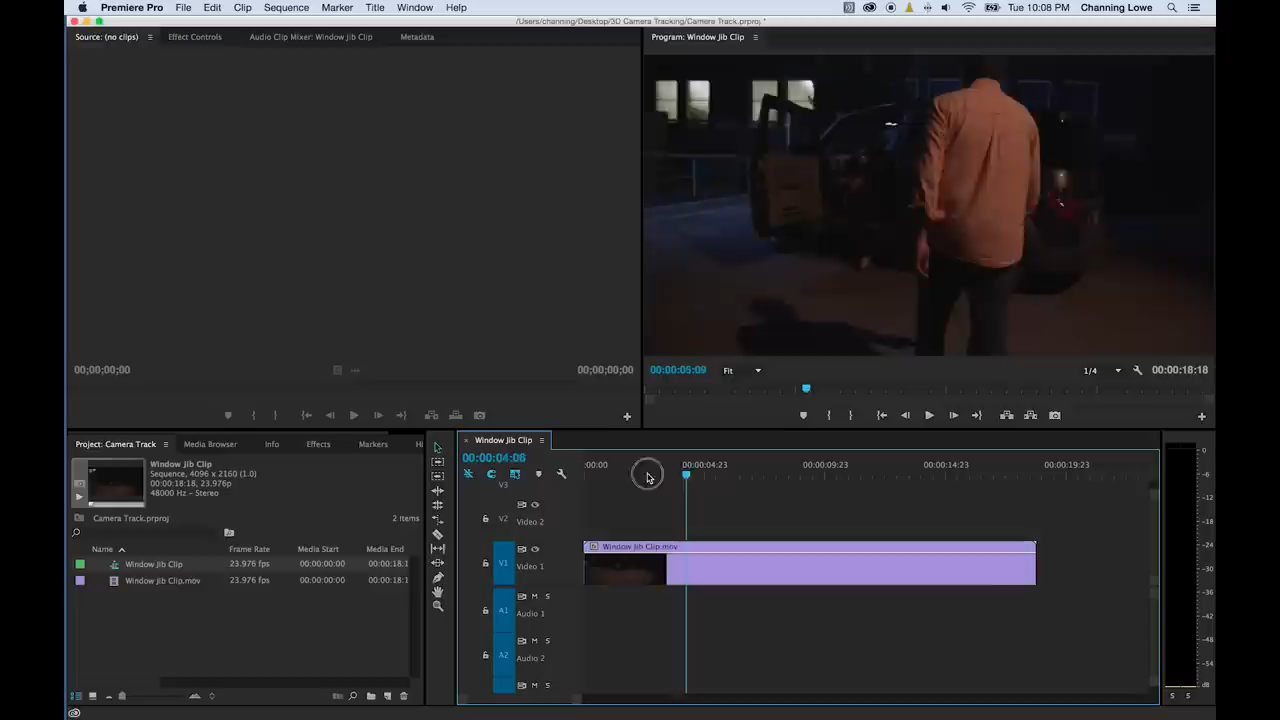 Premiere Pro File Edit Clip Sequence Marker Title Window Help Tue 10:08 PM Channing Lowe
/Users/channing/Desktop/3D Camera Tracking/Camera Track.prproj *
Source: (no clips) Effect Controls Audio Clip Mixer: Window Jib Clip Metadata
Program: Window Jib Clip
00;00;00;00 00;00;00;00
00:00:05:09 Fit 1/4 00:00:18:18
Project: Camera Track Media Browser Info Effects Markers
Window Jib Clip
Sequence, 4096 x 2160 (1.0)
00:00:18:18, 23.976p
48000 Hz - Stereo
Camera Track.prproj 2 Items
Name Frame Rate Media Start Media End
Window Jib Clip 23.976 fps 00:00:00:00 00:00:18:1
Window Jib Clip.mov 23.976 fps 00:00:00:00 00:00:18:1
Window Jib Clip
00:00:04:06
:00:00 00:00:04:23 00:00:09:23 00:00:14:23 00:00:19:23
V3
V2 Video 2
Window Jib Clip.mov
V1 Video 1
A1 M S
Audio 1
A2 M S
Audio 2
M S
0
-6
-12
-18
-24
-30
-36
-42
-48
-54
dB
S S